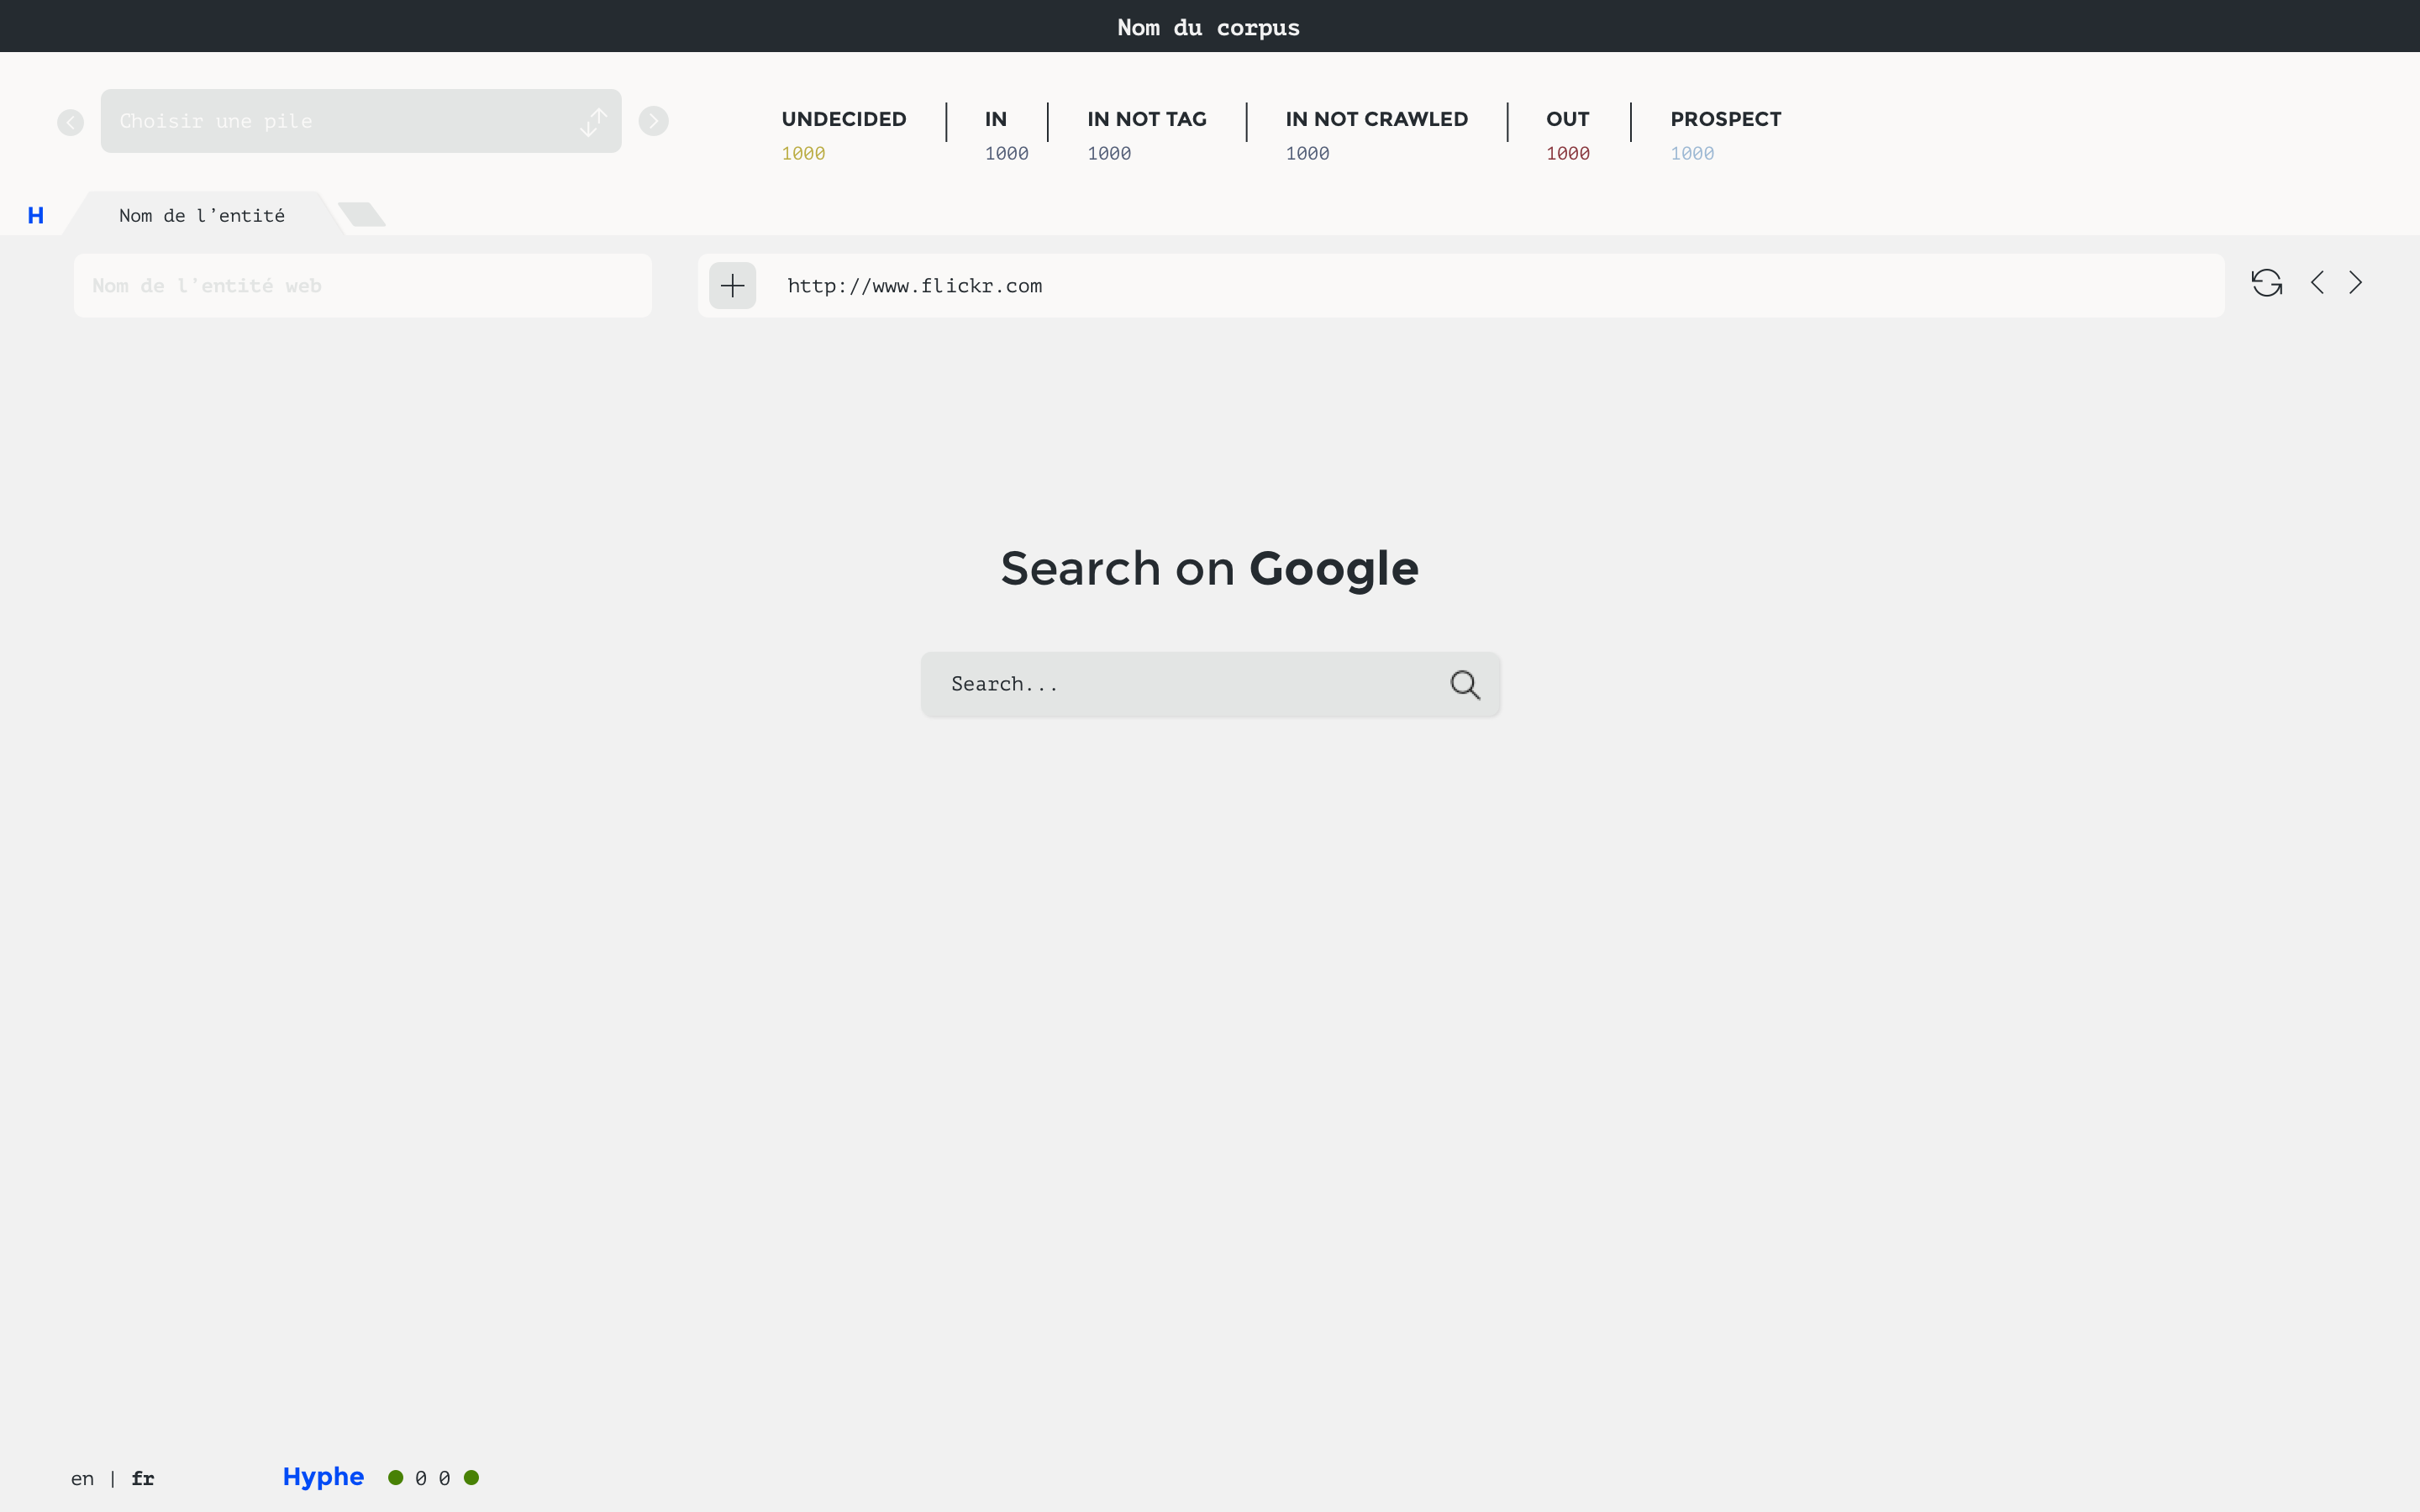 Nom du corpus
Choisir une pile
UNDECIDED IN IN NOT TAG IN NOT CRAWLED OUT PROSPECT
1000 1000 1000 1000 1000 1000
H Nom de l’entité
Nom de l’entité web
http://www.flickr.com
Search on Google
Search...
en | fr Hyphe 0 0